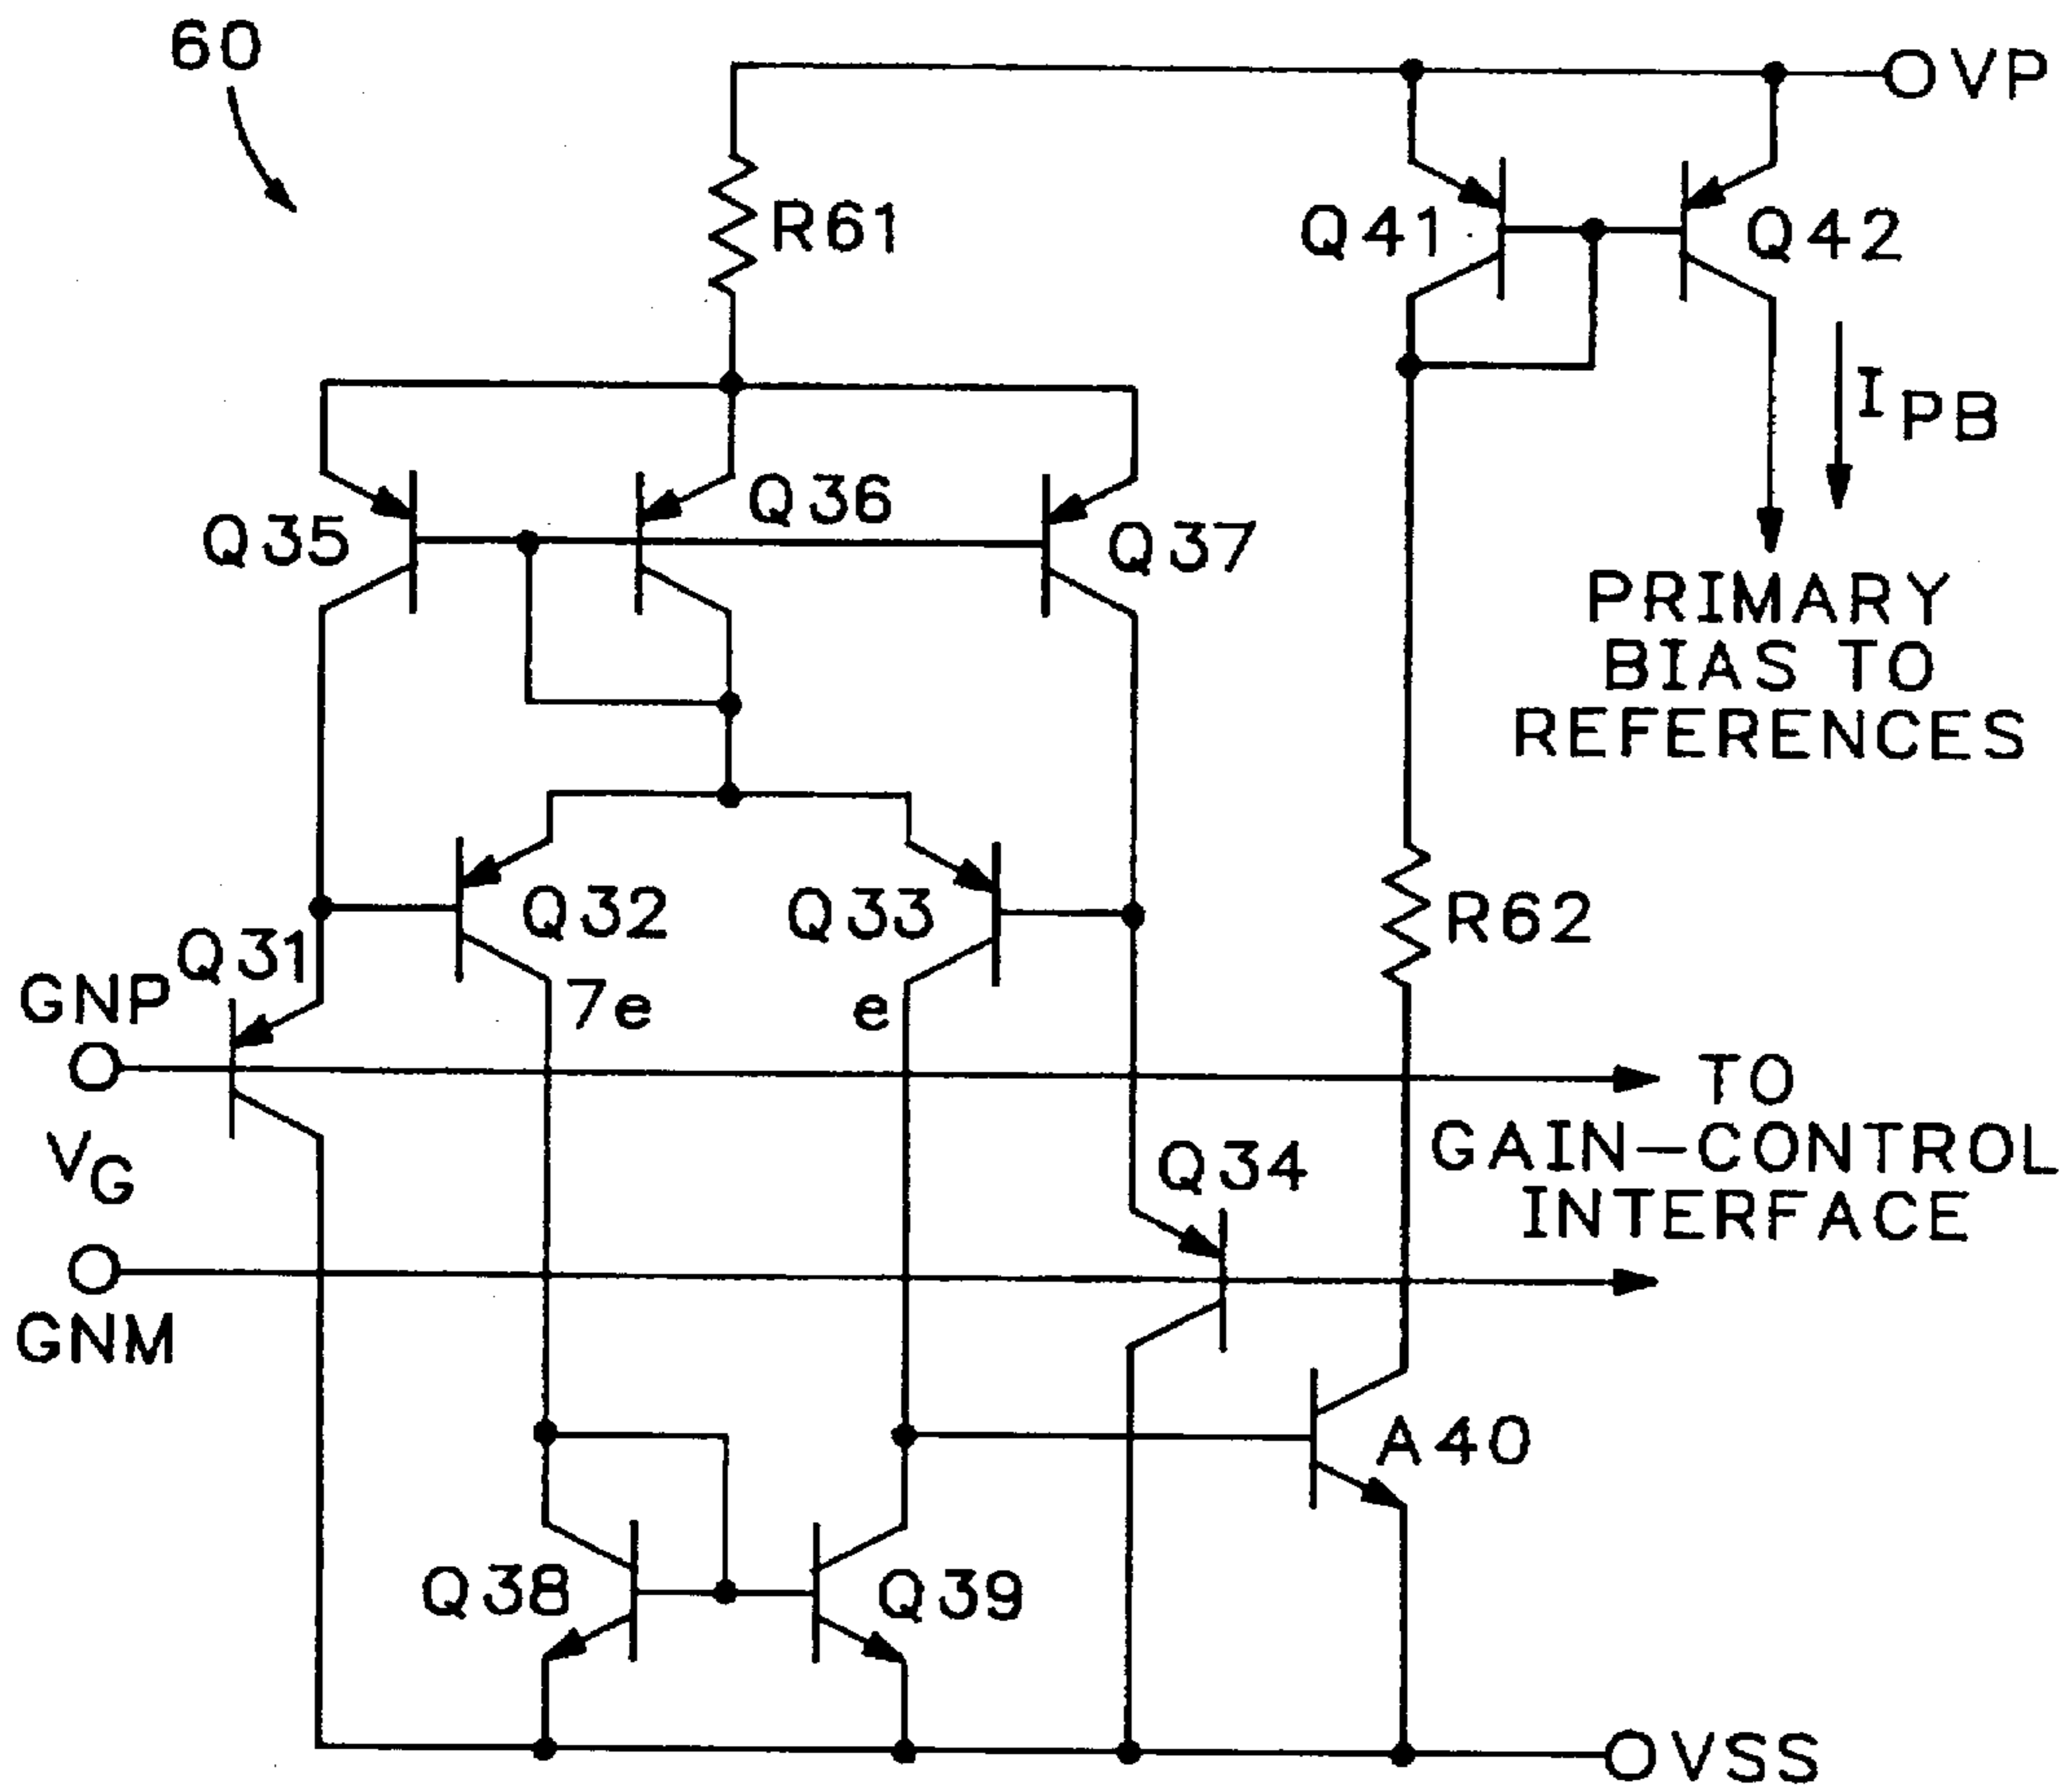 60
VP
R61
Q41
Q42
I PB
Q36
Q35
Q37
PRIMARY
BIAS TO
REFERENCES
Q32
Q33
R62
Q31
7e
e
GNP
TO
GAIN-CONTROL
INTERFACE
VG
Q34
GNM
A40
Q38
Q39
VSS